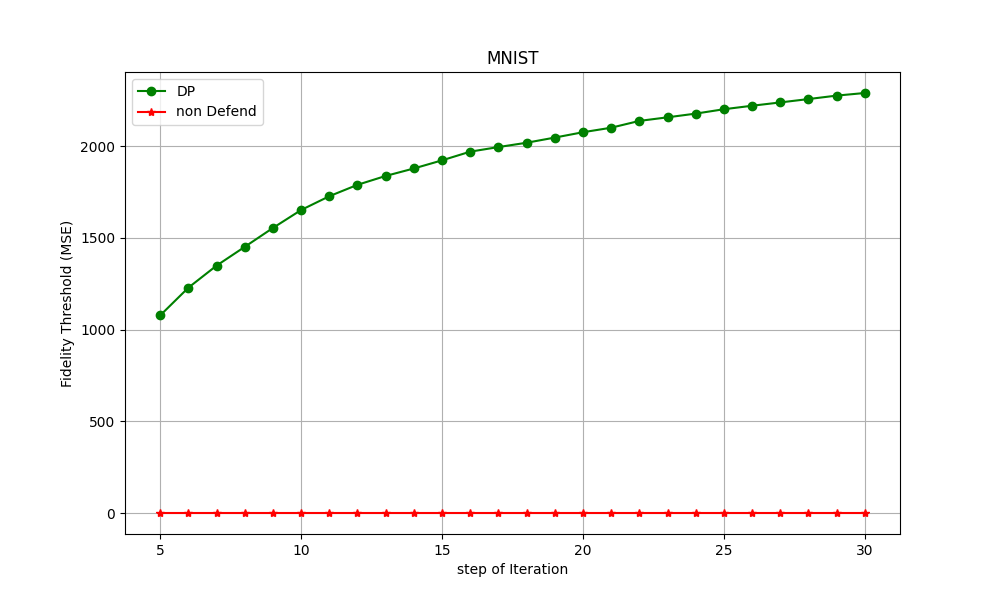 MNIST
DP
non Defend
Fidelity Threshold (MSE)
2000
1500
1000
500
0
5 10 15 20 25 30
step of Iteration